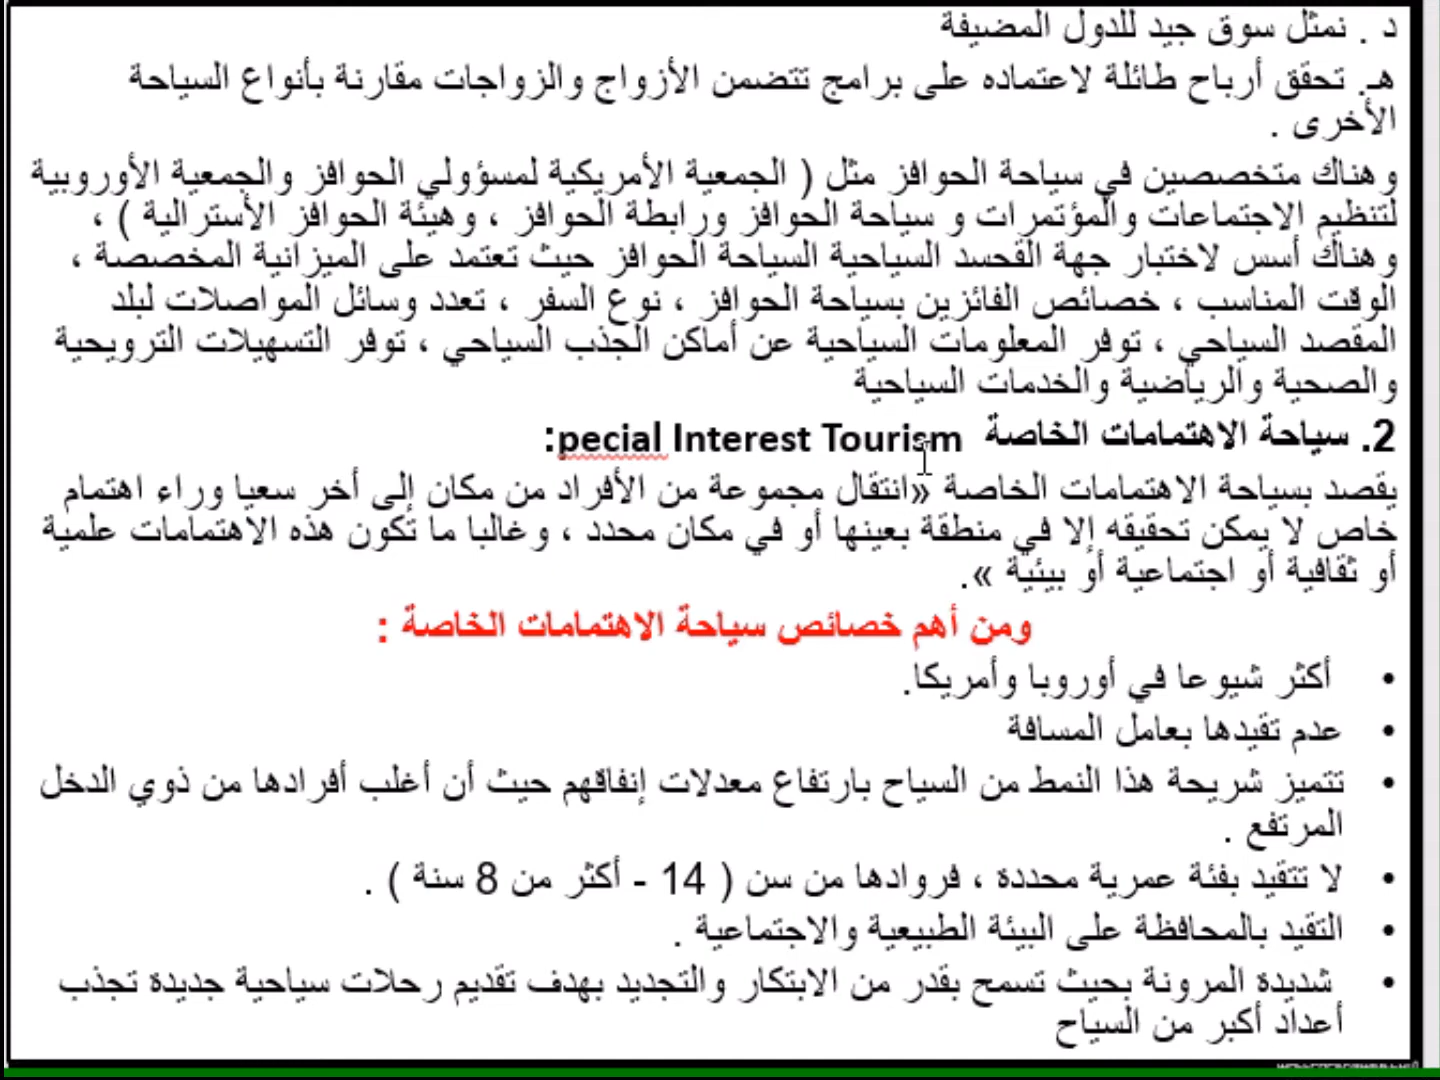 د . نمثل سوق جيد للدول المضيفة
هـ. تحقق أرباح طائلة لاعتماده على برامج تتضمن الأزواج والزواجات مقارنة بأنواع السياحة
الأخرى .
وهناك متخصصين في سياحة الحوافز مثل ( الجمعية الأمريكية لمسؤولي الحوافز والجمعية الأوروبية
لتنظيم الاجتماعات والمؤتمرات و سياحة الحوافز ورابطة الحوافز ، وهيئة الحوافز الأسترالية ) ،
وهناك أسس لاختبار جهة القحسد السياحية السياحة الحوافز حيث تعتمد على الميزانية المخصصة ،
الوقت المناسب ، خصائص الفائزين بسياحة الحوافز ، نوع السفر ، تعدد وسائل المواصلات لبلد
المقصد السياحي ، توفر المعلومات السياحية عن أماكن الجذب السياحي ، توفر التسهيلات الترويحية
والصحية والرياضية والخدمات السياحية
2. سياحة الاهتمامات الخاصة pecial Interest Tourism:
يقصد بسياحة الاهتمامات الخاصة «انتقال مجموعة من الأفراد من مكان إلى أخر سعيا وراء اهتمام
خاص لا يمكن تحقيقه إلا في منطقة بعينها أو في مكان محدد ، وغالبا ما تكون هذه الاهتمامات علمية
أو ثقافية أو اجتماعية أو بيئية ».
ومن أهم خصائص سياحة الاهتمامات الخاصة :
• أكثر شيوعا في أوروبا وأمريكا.
• عدم تقيدها بعامل المسافة
• تتميز شريحة هذا النمط من السياح بارتفاع معدلات إنفاقهم حيث أن أغلب أفرادها من ذوي الدخل
المرتفع .
• لا تتقيد بفئة عمرية محددة ، فروادها من سن ( 14 - أكثر من 8 سنة ) .
• التقيد بالمحافظة على البيئة الطبيعية والاجتماعية .
• شديدة المرونة بحيث تسمح بقدر من الابتكار والتجديد بهدف تقديم رحلات سياحية جديدة تجذب
أعداد أكبر من السياح